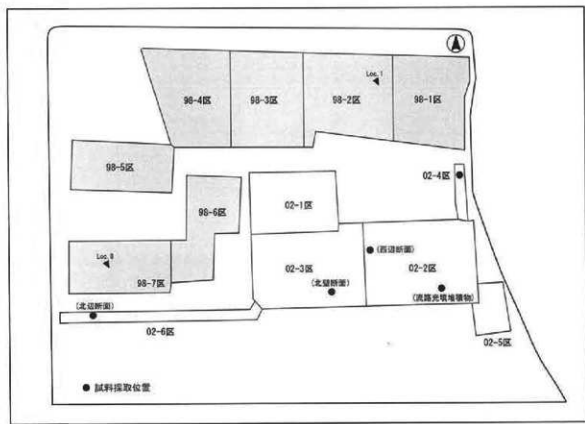 Loc.1
98-4区
98-3区
98-2区
98-1区
98-5区
02-4区
98-6区
02-1区
(西辺断面)
Loc.8
02-3区
02-2区
98-7区
(北壁断面)
(流路充填堆積物)
(北辺断面)
02-6区
02-5区
● 試料採取位置